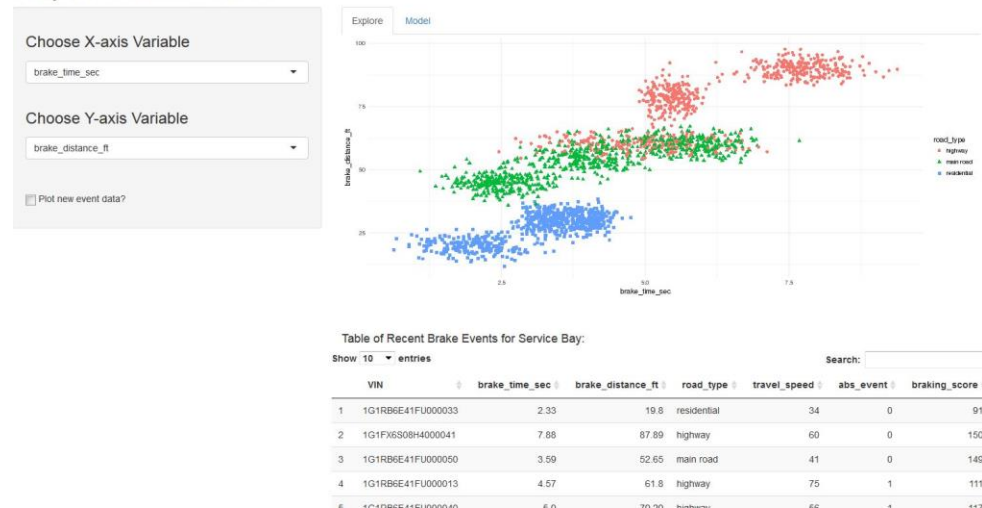 Explore Model
Choose X-axis Variable
brake_time_sec
Choose Y-axis Variable
brake_distance_ft
Plot new event data?
100
75
50
25
brake_distance_ft
2.5 5.0 7.5
brake_time_sec
road_type
highway
main road
residential
Table of Recent Brake Events for Service Bay:
Show 10 entries
Search:
VIN brake_time_sec brake_distance_ft road_type travel_speed abs_event braking_score
1 1G1RB6E41FU000033 2.33 19.8 residential 34 0 91
2 1G1FX6S08H4000041 7.88 87.89 highway 60 0 150
3 1G1RB6E41FU000050 3.59 52.65 main road 41 0 149
4 1G1RB6E41FU000013 4.57 61.8 highway 75 1 111